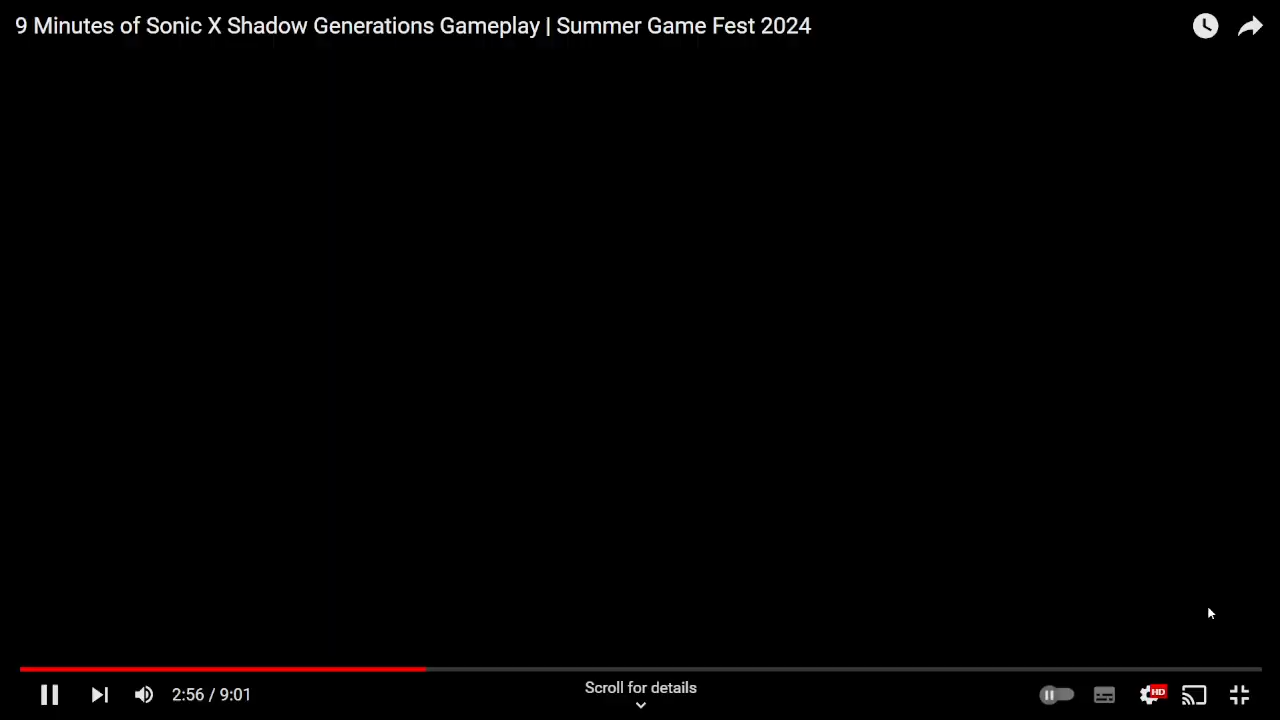 9 Minutes of Sonic X Shadow Generations Gameplay | Summer Game Fest 2024
Scroll for details
2:56 / 9:01
HD